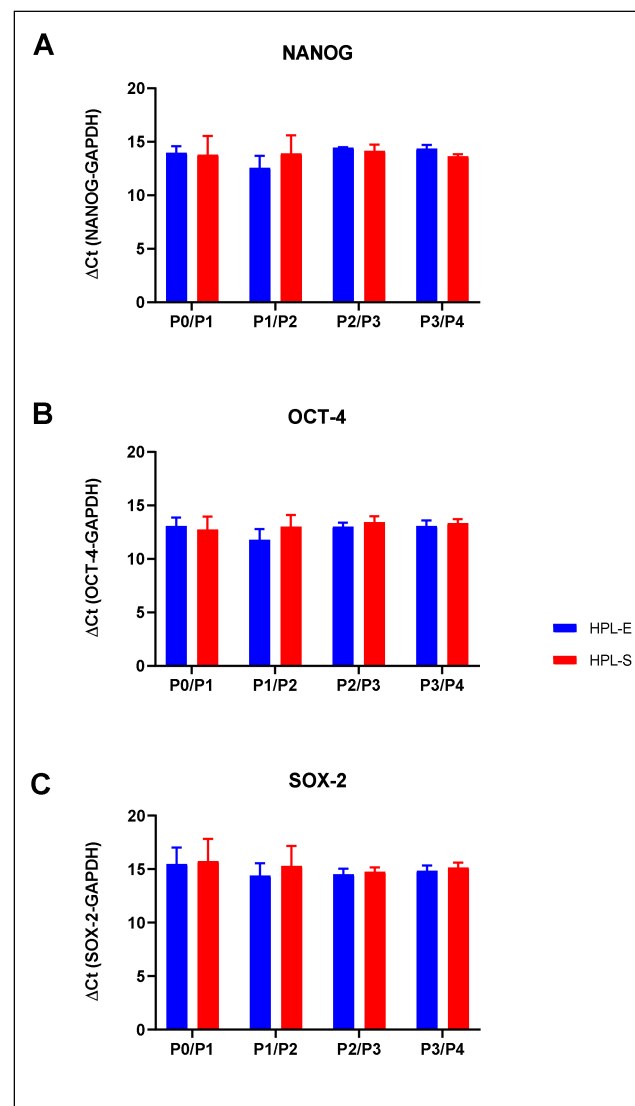 A
NANOG
ΔCt (NANOG-GAPDH)
20
15
10
5
0
P0/P1 P1/P2 P2/P3 P3/P4
B
OCT-4
ΔCt (OCT-4-GAPDH)
20
15
10
5
0
P0/P1 P1/P2 P2/P3 P3/P4
HPL-E
HPL-S
C
SOX-2
ΔCt (SOX-2-GAPDH)
20
15
10
5
0
P0/P1 P1/P2 P2/P3 P3/P4